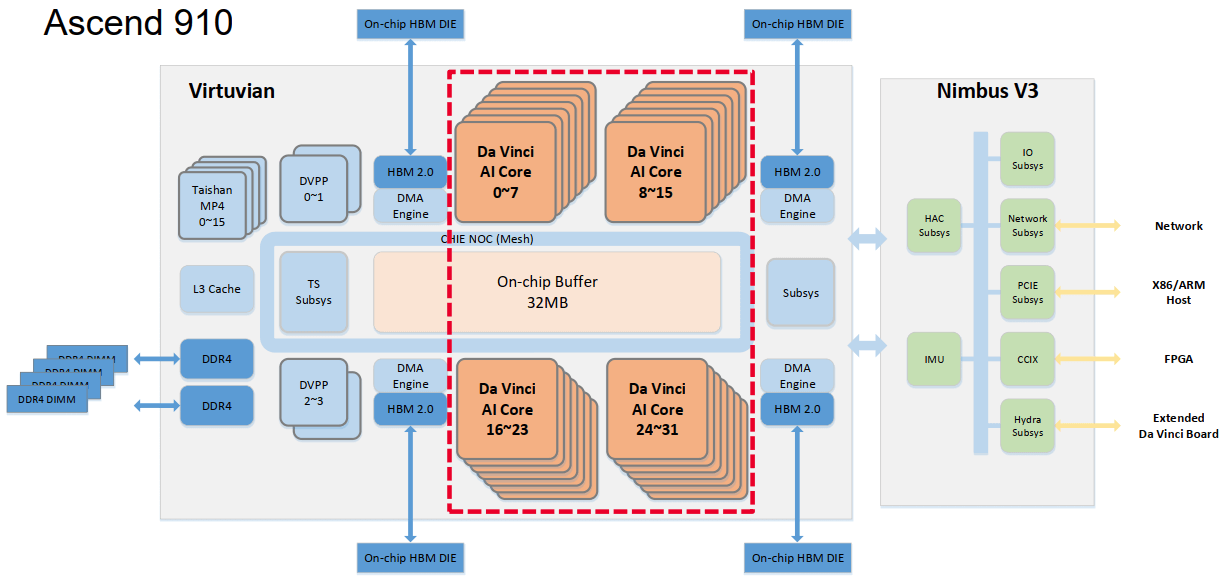 Ascend 910
On-chip HBM DIE
On-chip HBM DIE
Virtuvian
Nimbus V3
Taishan
MP4
0~15
DVPP
0~1
HBM 2.0
DMA
Engine
Da Vinci
AI Core
0~7
Da Vinci
AI Core
8~15
HBM 2.0
DMA
Engine
IO
Subsys
HAC
Subsys
Network
Subsys
Network
CHIE NOC (Mesh)
L3 Cache
TS
Subsys
On-chip Buffer
32MB
Subsys
PCIE
Subsys
X86/ARM
Host
DDR4 DIMM
DDR4 DIMM
DDR4 DIMM
DDR4 DIMM
DDR4
DDR4
DVPP
2~3
DMA
Engine
HBM 2.0
Da Vinci
AI Core
16~23
Da Vinci
AI Core
24~31
DMA
Engine
HBM 2.0
IMU
CCIX
FPGA
Hydra
Subsys
Extended
Da Vinci Board
On-chip HBM DIE
On-chip HBM DIE